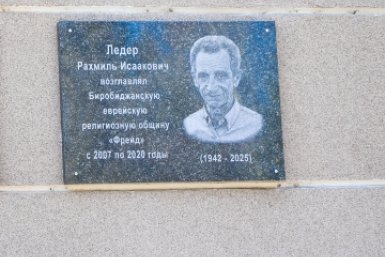 Ледер
Рахмиль Исаакович
возглавлял
Биробиджанскую
еврейскую
религиозную общину
«Фрейд»
с 2007 по 2020 годы
(1942 - 2025)